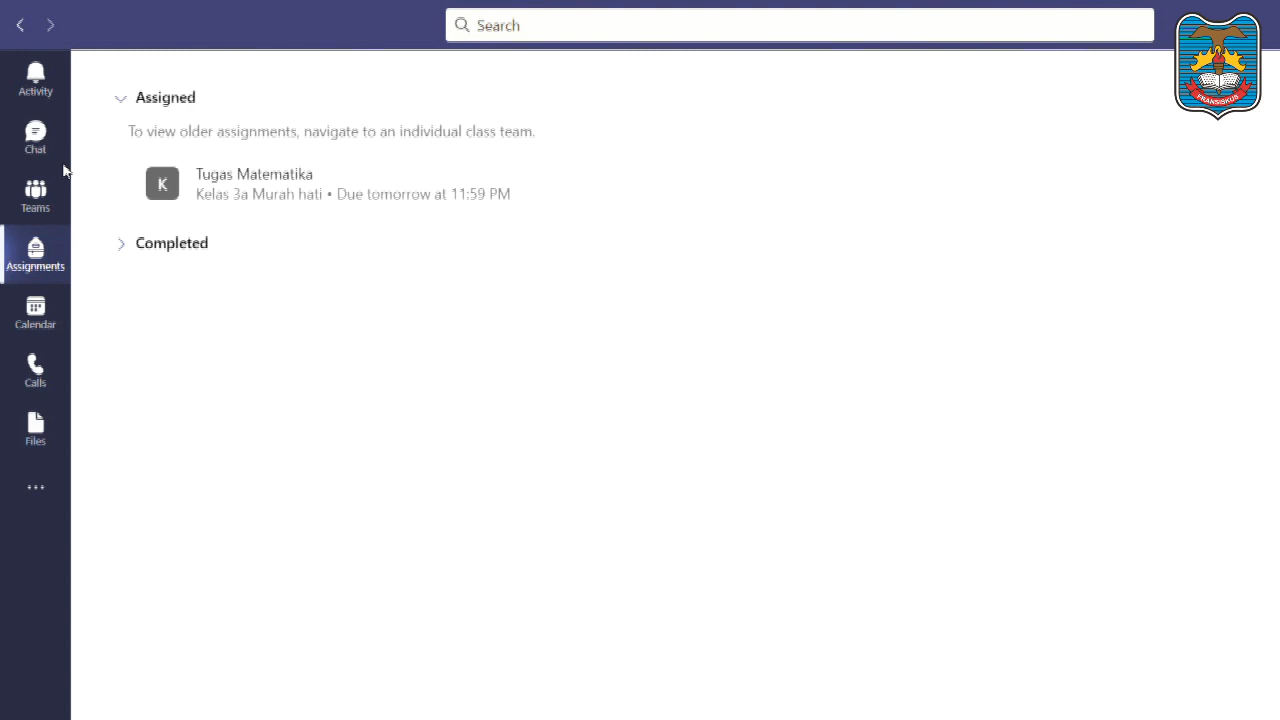 Search
FRANSISKUS
Activity
Chat
Teams
Assignments
Calendar
Calls
Files
Assigned
To view older assignments, navigate to an individual class team.
K
Tugas Matematika
Kelas 3a Murah hati • Due tomorrow at 11:59 PM
Completed